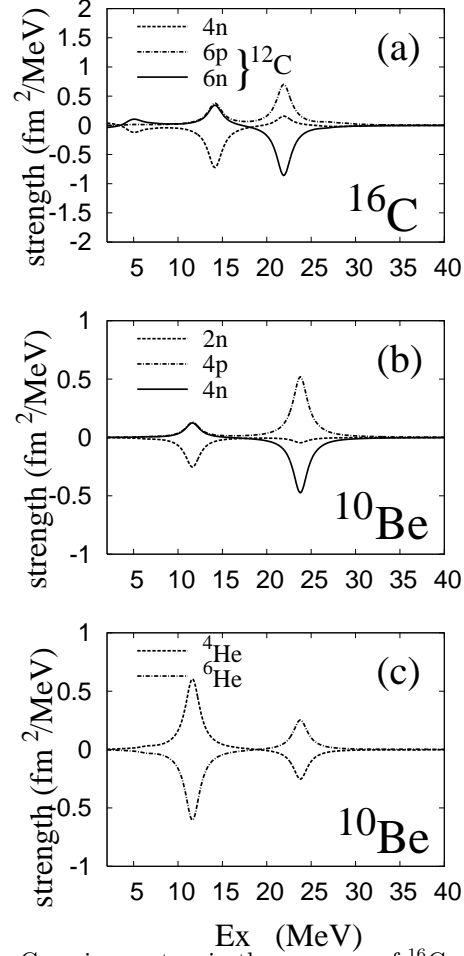 strength (fm ²/MeV)
2
1.5
1
0.5
0
-0.5
-1
-1.5
-2
4n
6p
6n
} ¹²C
(a)
¹⁶C
5 10 15 20 25 30 35 40
strength (fm ²/MeV)
1
0.5
0
-0.5
-1
2n
4p
4n
(b)
¹⁰Be
5 10 15 20 25 30 35 40
strength (fm ²/MeV)
1
0.5
0
-0.5
-1
⁴He
⁶He
(c)
¹⁰Be
5 10 15 20 25 30 35 40
Ex (MeV)
¹⁶C